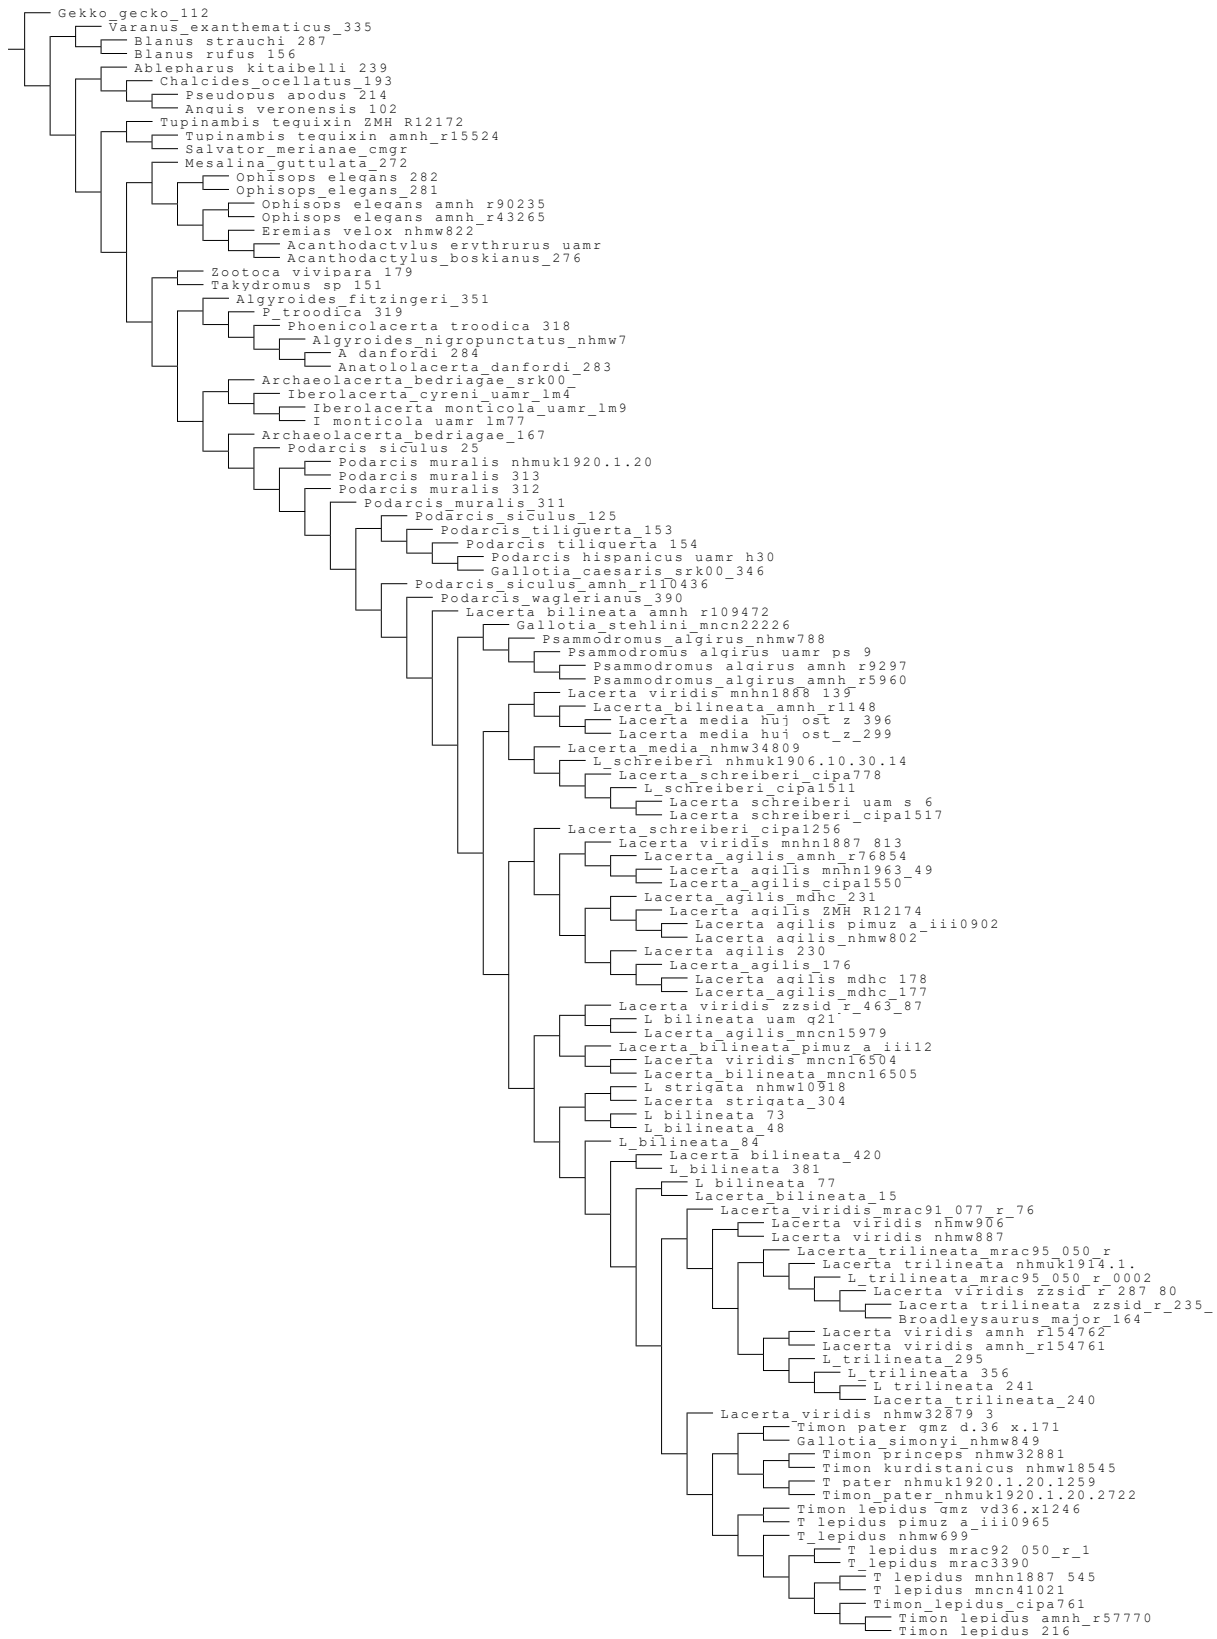 Gekko_gecko_112
Varanus_exanthematicus_335
Blanus_strauchi_287
Blanus_rufus_156
Ablepharus_kitaibelli_239
Chalcides_ocellatus_193
Pseudopus_apodus_214
Anguis_veronensis_102
Tupinambis_teguixin_ZMH_R12172
Tupinambis_teguixin_amnh_r15524
Salvator_merianae_cmgr
Mesalina_guttulata_272
Ophisops_elegans_282
Ophisops_elegans_281
Ophisops_elegans_amnh_r90235
Ophisops_elegans_amnh_r43265
Eremias_velox_nhmw822
Acanthodactylus_erythrurus_uamr
Acanthodactylus_boskianus_276
Zootoca_vivipara_179
Takydromus_sp_151
Algyroides_fitzingeri_351
P_troodica_319
Phoenicolacerta_troodica_318
Algyroides_nigropunctatus_nhmw7
A_danfordi_284
Anatololacerta_danfordi_283
Archaeolacerta_bedriagae_srk00_
Iberolacerta_cyreni_uamr_lm4
Iberolacerta_monticola_uamr_lm9
I_monticola_uamr_lm77
Archaeolacerta_bedriagae_167
Podarcis_siculus_25
Podarcis_muralis_nhmuk1920.1.20
Podarcis_muralis_313
Podarcis_muralis_312
Podarcis_muralis_311
Podarcis_siculus_125
Podarcis_tiliguerta_153
Podarcis_tiliguerta_154
Podarcis_hispanicus_uamr_h30
Gallotia_caesaris_srk00_346
Podarcis_siculus_amnh_r110436
Podarcis_waglerianus_390
Lacerta_bilineata_amnh_r109472
Gallotia_stehlini_mncn22226
Psammodromus_algirus_nhmw788
Psammodromus_algirus_uamr_ps_9
Psammodromus_algirus_amnh_r9297
Psammodromus_algirus_amnh_r5960
Lacerta_viridis_mnhn1888_139
Lacerta_bilineata_amnh_r1148
Lacerta_media_huj_ost_z_396
Lacerta_media_huj_ost_z_299
Lacerta_media_nhmw34809
L_schreiberi_nhmuk1906.10.30.14
Lacerta_schreiberi_cipa778
L_schreiberi_cipa1511
Lacerta_schreiberi_uam_s_6
Lacerta_schreiberi_cipa1517
Lacerta_schreiberi_cipa1256
Lacerta_viridis_mnhn1887_813
Lacerta_agilis_amnh_r76854
Lacerta_agilis_mnhn1963_49
Lacerta_agilis_cipa1550
Lacerta_agilis_mdhc_231
Lacerta_agilis_ZMH_R12174
Lacerta_agilis_pimuz_a_iii0902
Lacerta_agilis_nhmw802
Lacerta_agilis_230
Lacerta_agilis_176
Lacerta_agilis_mdhc_178
Lacerta_agilis_mdhc_177
Lacerta_viridis_zzsid_r_463_87
L_bilineata_uam_q21
Lacerta_agilis_mncn15979
Lacerta_bilineata_pimuz_a_iii12
Lacerta_viridis_mncn16504
Lacerta_bilineata_mncn16505
L_strigata_nhmw10918
Lacerta_strigata_304
L_bilineata_73
L_bilineata_48
L_bilineata_84
Lacerta_bilineata_420
L_bilineata_381
L_bilineata_77
Lacerta_bilineata_15
Lacerta_viridis_mrac91_077_r_76
Lacerta_viridis_nhmw906
Lacerta_viridis_nhmw887
Lacerta_trilineata_mrac95_050_r
Lacerta_trilineata_nhmuk1914.1.
L_trilineata_mrac95_050_r_0002
Lacerta_viridis_zzsid_r_287_80
Lacerta_trilineata_zzsid_r_235_
Broadleysaurus_major_164
Lacerta_viridis_amnh_r154762
Lacerta_viridis_amnh_r154761
L_trilineata_295
L_trilineata_356
L_trilineata_241
Lacerta_trilineata_240
Lacerta_viridis_nhmw32879_3
Timon_pater_gmz_d.36_x.171
Gallotia_simonyi_nhmw849
Timon_princeps_nhmw32881
Timon_kurdistanicus_nhmw18545
T_pater_nhmuk1920.1.20.1259
Timon_pater_nhmuk1920.1.20.2722
Timon_lepidus_gmz_vd36.x1246
T_lepidus_pimuz_a_iii0965
T_lepidus_nhmw699
T_lepidus_mrac92_050_r_1
T_lepidus_mrac3390
T_lepidus_mnhn1887_545
T_lepidus_mncn41021
Timon_lepidus_cipa761
Timon_lepidus_amnh_r57770
Timon_lepidus_216